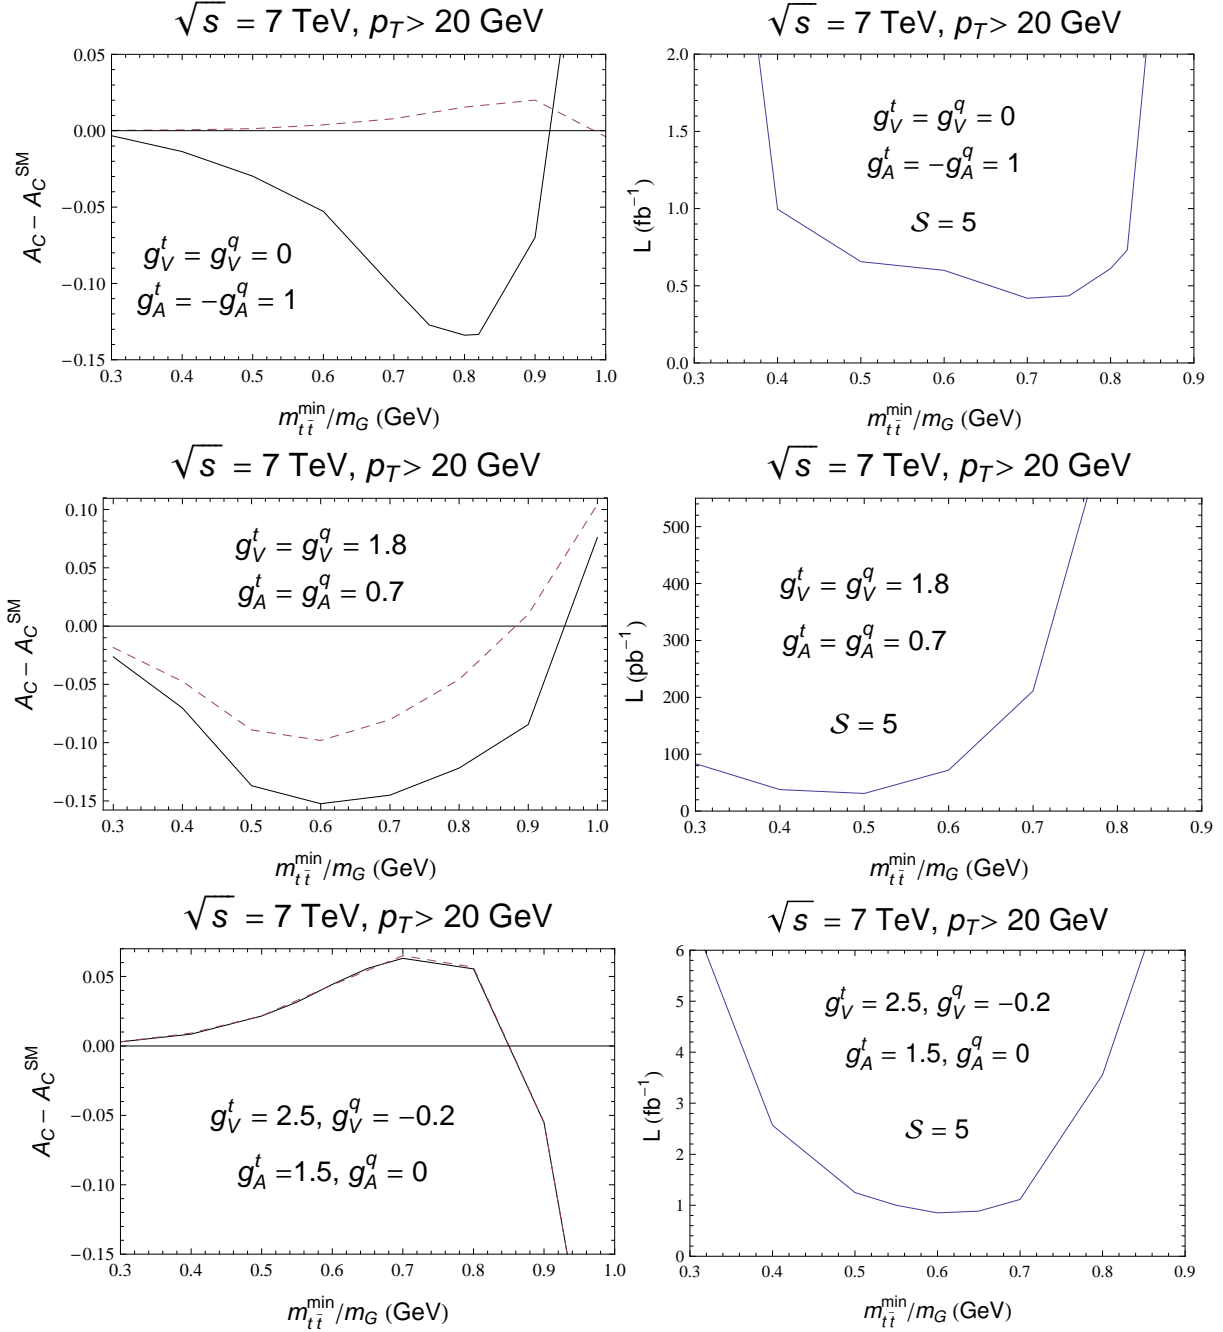 √s = 7 TeV, p_T > 20 GeV
0.05
0.00
−0.05
−0.10
−0.15
A_C − A_C^SM
g_V^t = g_V^q = 0
g_A^t = −g_A^q = 1
0.3 0.4 0.5 0.6 0.7 0.8 0.9 1.0
m_{t t̄}^min/m_G (GeV)
√s = 7 TeV, p_T > 20 GeV
2.0
1.5
1.0
0.5
0.0
L (fb⁻¹)
g_V^t = g_V^q = 0
g_A^t = −g_A^q = 1
S = 5
0.3 0.4 0.5 0.6 0.7 0.8 0.9
m_{t t̄}^min/m_G (GeV)
√s = 7 TeV, p_T > 20 GeV
0.10
0.05
0.00
−0.05
−0.10
−0.15
A_C − A_C^SM
g_V^t = g_V^q = 1.8
g_A^t = g_A^q = 0.7
0.3 0.4 0.5 0.6 0.7 0.8 0.9 1.0
m_{t t̄}^min/m_G (GeV)
√s = 7 TeV, p_T > 20 GeV
500
400
300
200
100
0
L (pb⁻¹)
g_V^t = g_V^q = 1.8
g_A^t = g_A^q = 0.7
S = 5
0.3 0.4 0.5 0.6 0.7 0.8 0.9
m_{t t̄}^min/m_G (GeV)
√s = 7 TeV, p_T > 20 GeV
0.05
0.00
−0.05
−0.10
−0.15
A_C − A_C^SM
g_V^t = 2.5, g_V^q = −0.2
g_A^t =1.5, g_A^q = 0
0.3 0.4 0.5 0.6 0.7 0.8 0.9 1.0
m_{t t̄}^min/m_G (GeV)
√s = 7 TeV, p_T > 20 GeV
6
5
4
3
2
1
0
L (fb⁻¹)
g_V^t = 2.5, g_V^q = −0.2
g_A^t = 1.5, g_A^q = 0
S = 5
0.3 0.4 0.5 0.6 0.7 0.8 0.9
m_{t t̄}^min/m_G (GeV)